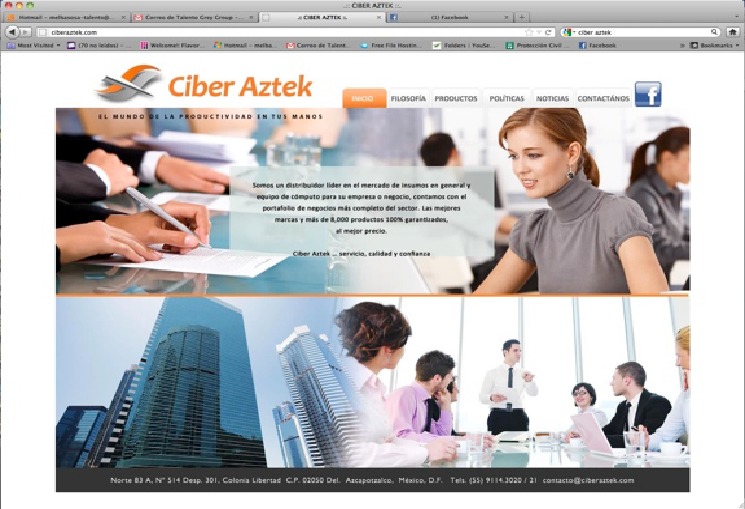 .:: CIBER AZTEK ::.
Hotmail - melbanosa-talento@...
Correo de Talento Grey Group - ...
.: CIBER AZTEK :.
(3) Facebook
ciberaztek.com
ciber aztek
Most Visited
(70 no leídos) - ...
Welcomet Flavor...
Hotmail - melba...
Correo de Talent...
Free File Hostin...
Folders | YouSe...
Protección Civil ...
Facebook
Bookmarks
Ciber Aztek
EL MUNDO DE LA PRODUCTIVIDAD EN TUS MANOS
INICIO FILOSOFÍA PRODUCTOS POLÍTICAS NOTICIAS CONTACTÁNOS f
Somos un distribuidor líder en el mercado de insumos en general y
equipo de cómputo para su empresa o negocio, contamos con el
portafolio de negocios más completo del sector. Las mejores
marcas y más de 8,000 productos 100% garantizados,
al mejor precio.
Ciber Aztek ... servicio, calidad y confianza
Norte 83 A, N° 514 Desp. 301, Colonia Libertad C.P. 02050 Del. Azcapotzalco, México, D.F. Tels. (55) 9114.3020 / 21 contacto@ciberaztek.com